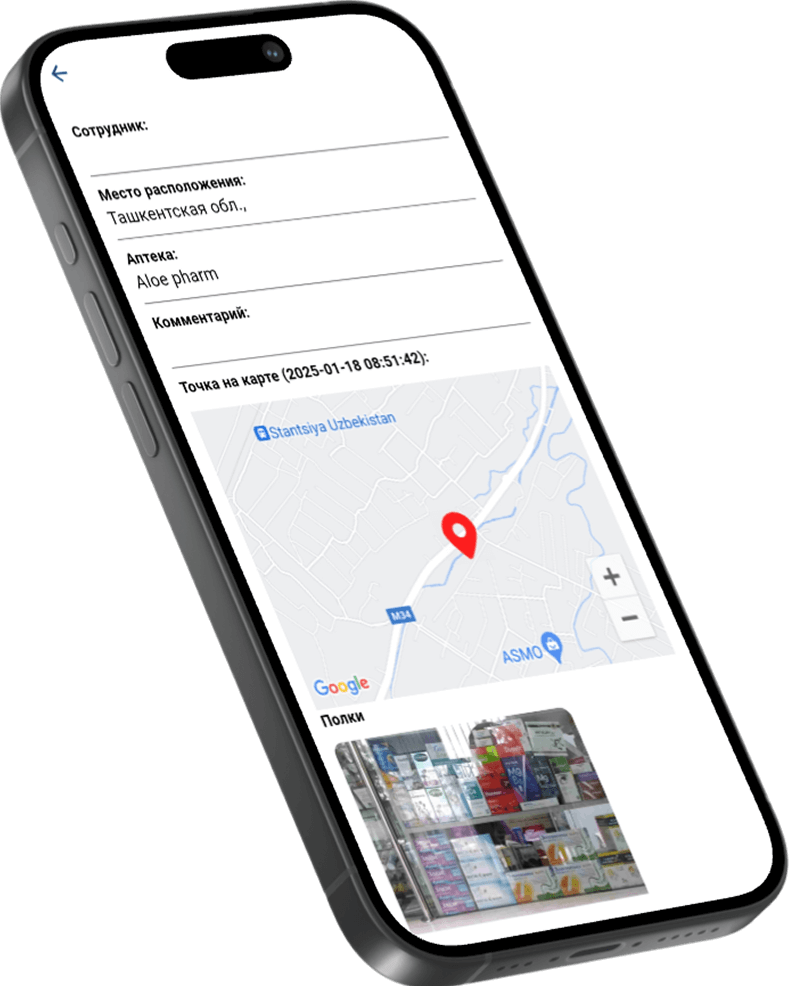 Сотрудник:
Место расположения:
Ташкентская обл.,
Аптека:
Aloe pharm
Комментарий:
Точка на карте (2025-01-18 08:51:42):
Stantsiya Uzbekistan
M34
+
−
ASMO
Google
Полки
Mg